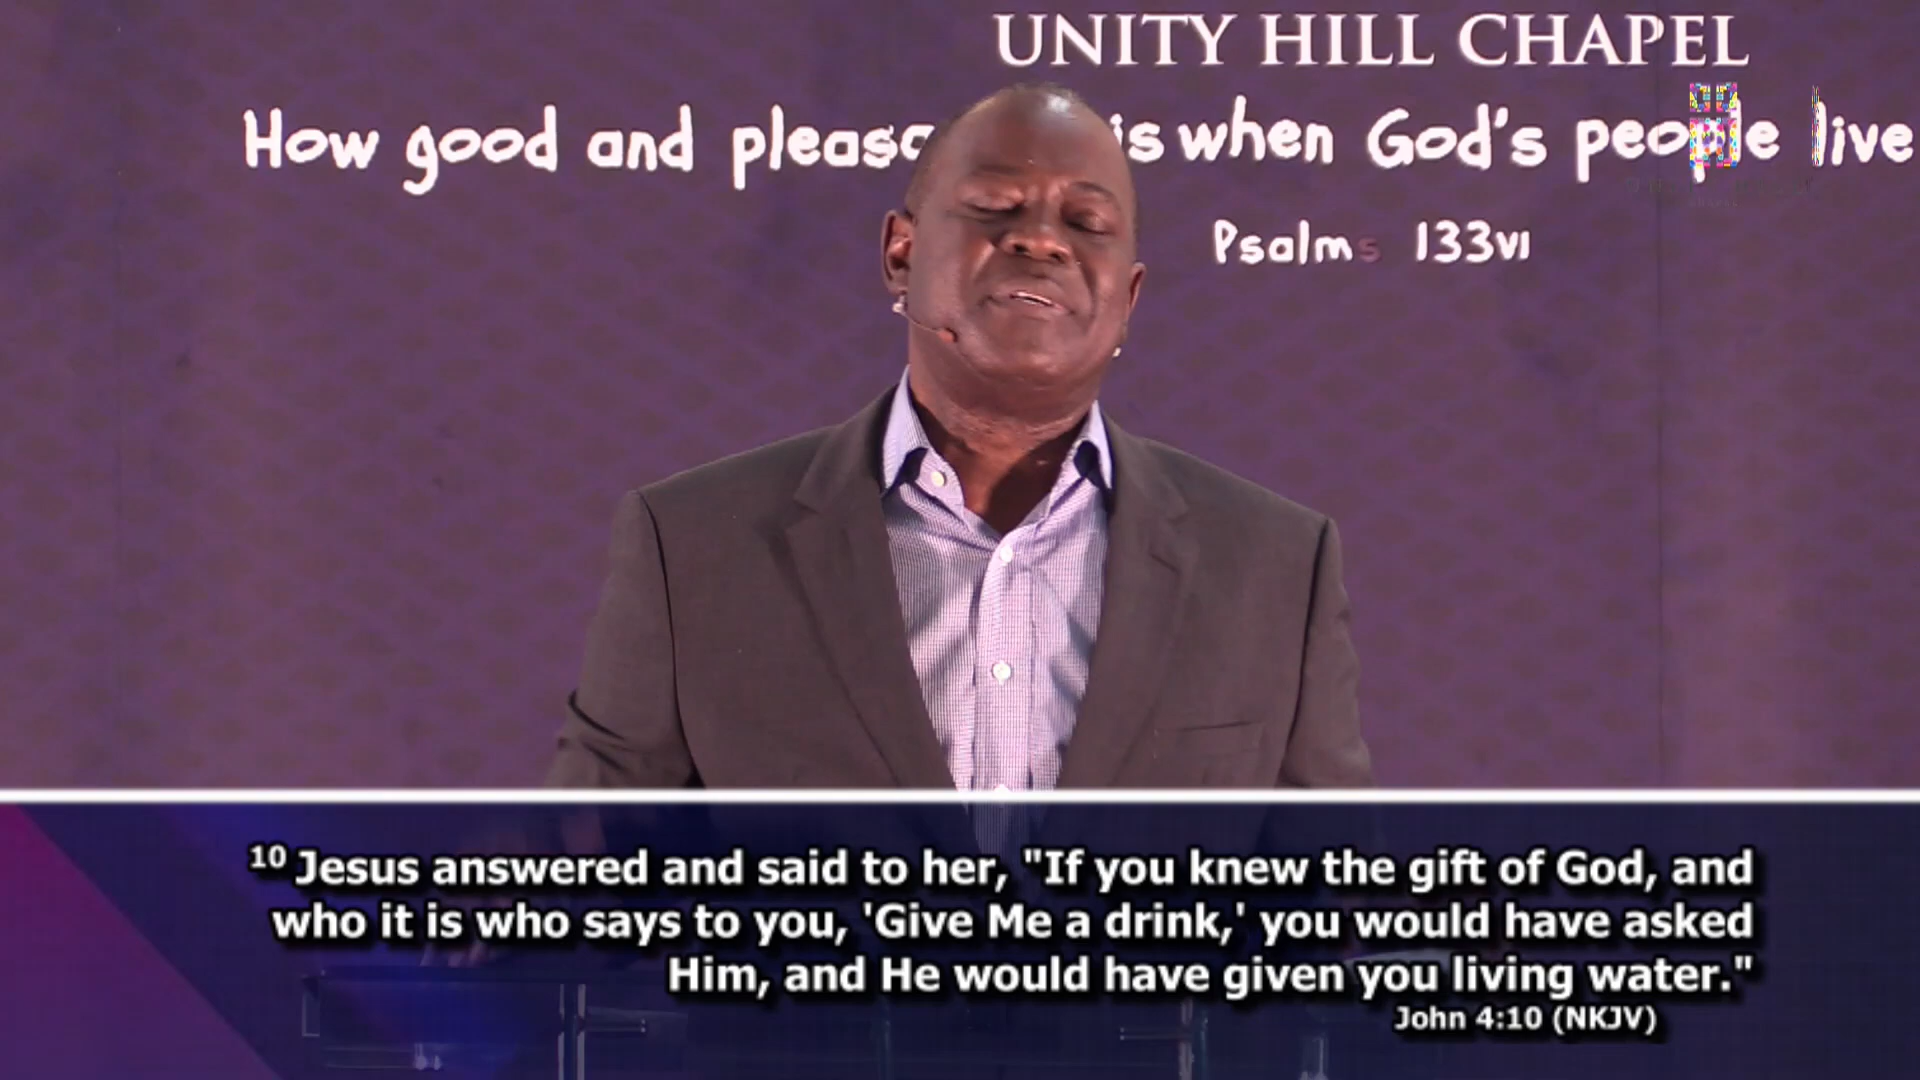 UNITY HILL CHAPEL
How good and pleas is when God's people live
Psalms 133v1
10 Jesus answered and said to her, "If you knew the gift of God, and
who it is who says to you, 'Give Me a drink,' you would have asked
Him, and He would have given you living water."
John 4:10 (NKJV)